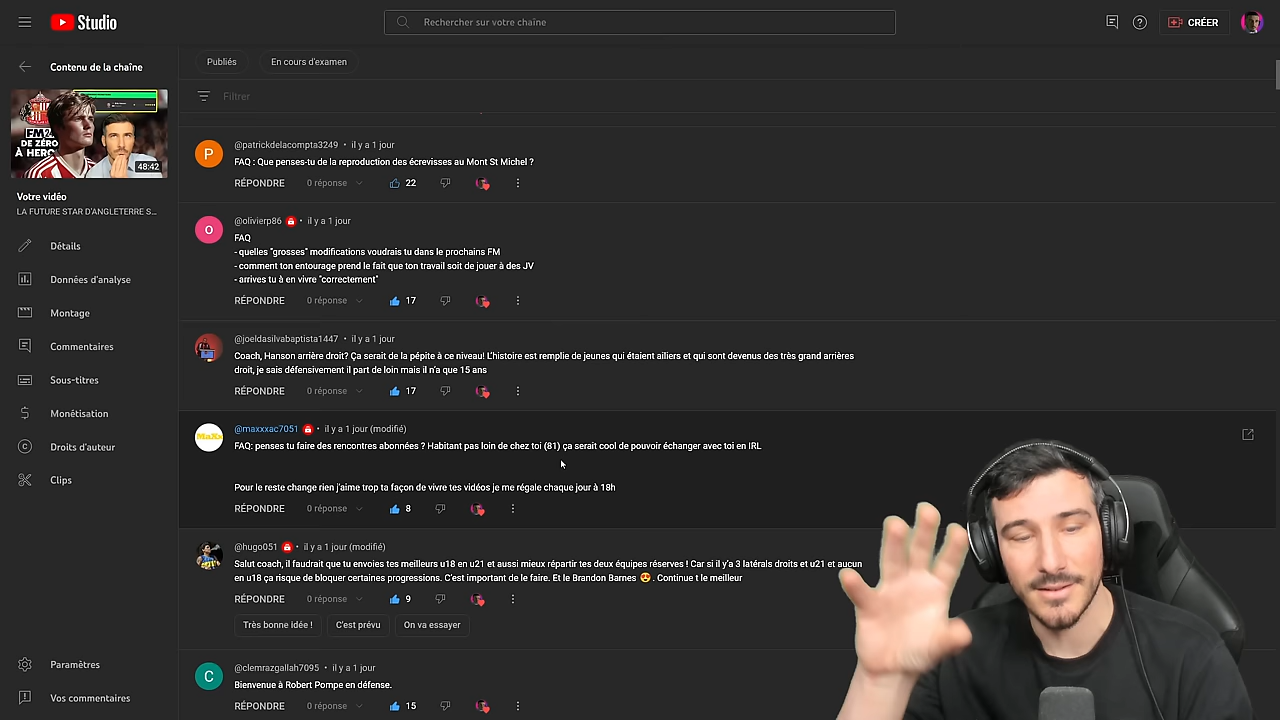 Studio
Rechercher sur votre chaîne
CRÉER
Contenu de la chaîne
FM24
DE ZÉRO
À HERO
48:42
Votre vidéo
LA FUTURE STAR D'ANGLETERRE S...
Détails
Données d'analyse
Montage
Commentaires
Sous-titres
Monétisation
Droits d'auteur
Clips
Paramètres
Vos commentaires
Publiés
En cours d'examen
Filtrer
P
@patrickdelacompta3249 • il y a 1 jour
FAQ : Que penses-tu de la reproduction des écrevisses au Mont St Michel ?
RÉPONDRE 0 réponse 22
O
@olivierp86 • il y a 1 jour
FAQ
- quelles "grosses" modifications voudrais tu dans le prochains FM
- comment ton entourage prend le fait que ton travail soit de jouer à des JV
- arrives tu à en vivre "correctement"
RÉPONDRE 0 réponse 17
@joeldasilvabaptista1447 • il y a 1 jour
Coach, Hanson arrière droit? Ça serait de la pépite à ce niveau! L'histoire est remplie de jeunes qui étaient ailiers et qui sont devenus des très grand arrières
droit, je sais défensivement il part de loin mais il n'a que 15 ans
RÉPONDRE 0 réponse 17
MaXs
@maxxxac7051 • il y a 1 jour (modifié)
FAQ: penses tu faire des rencontres abonnées ? Habitant pas loin de chez toi (81) ça serait cool de pouvoir échanger avec toi en IRL
Pour le reste change rien j'aime trop ta façon de vivre tes vidéos je me régale chaque jour à 18h
RÉPONDRE 0 réponse 8
@hugo051 • il y a 1 jour (modifié)
Salut coach, il faudrait que tu envoies tes meilleurs u18 en u21 et aussi mieux répartir tes deux équipes réserves ! Car si il y'a 3 latérals droits et u21 et aucun
en u18 ça risque de bloquer certaines progressions. C'est important de le faire. Et le Brandon Barnes 😍 . Continue t le meilleur
RÉPONDRE 0 réponse 9
Très bonne idée ! C'est prévu On va essayer
C
@clemrazgallah7095 • il y a 1 jour
Bienvenue à Robert Pompe en défense.
RÉPONDRE 0 réponse 15